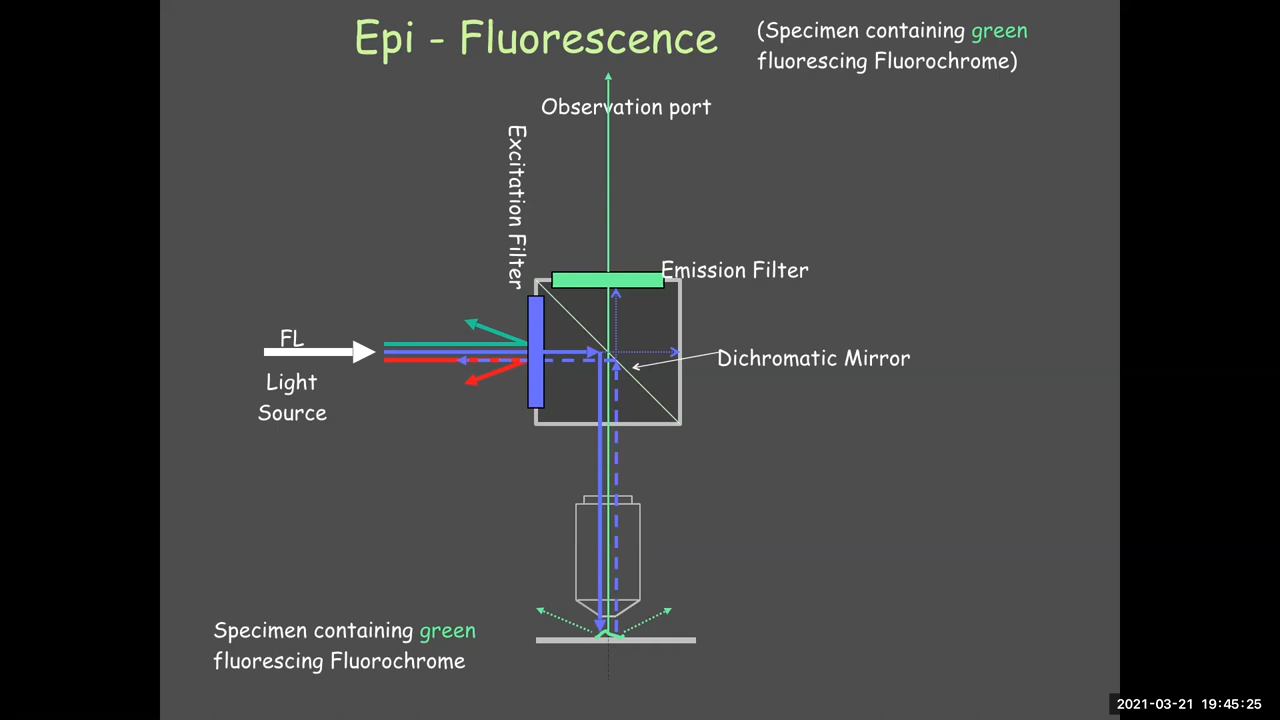 Epi - Fluorescence
(Specimen containing green
fluorescing Fluorochrome)
Observation port
Excitation Filter
Emission Filter
FL
Light
Source
Dichromatic Mirror
Specimen containing green
fluorescing Fluorochrome
2021-03-21 19:45:25